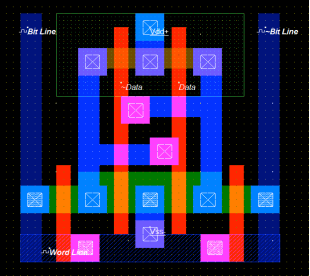 Bit Line
Vdd+
~Bit Line
~Data
Data
Vss-
Word Line